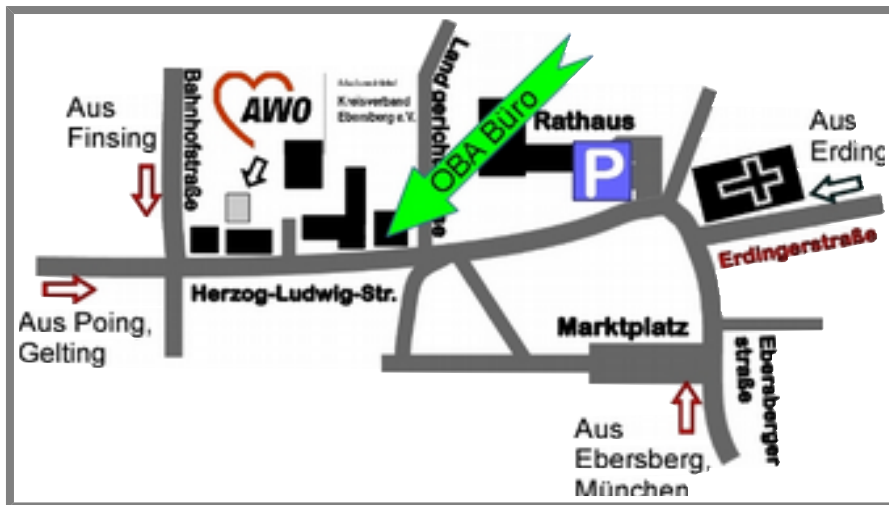 Aus
Finsing
Bahnhofstraße
AWO
Kreisverband
Ebersberg e.V.
OBA Büro
Rathaus
P
Aus
Erding
Erdingerstraße
Herzog-Ludwig-Str.
Aus Poing,
Gelting
Marktplatz
Ebersberger
straße
Aus
Ebersberg,
München